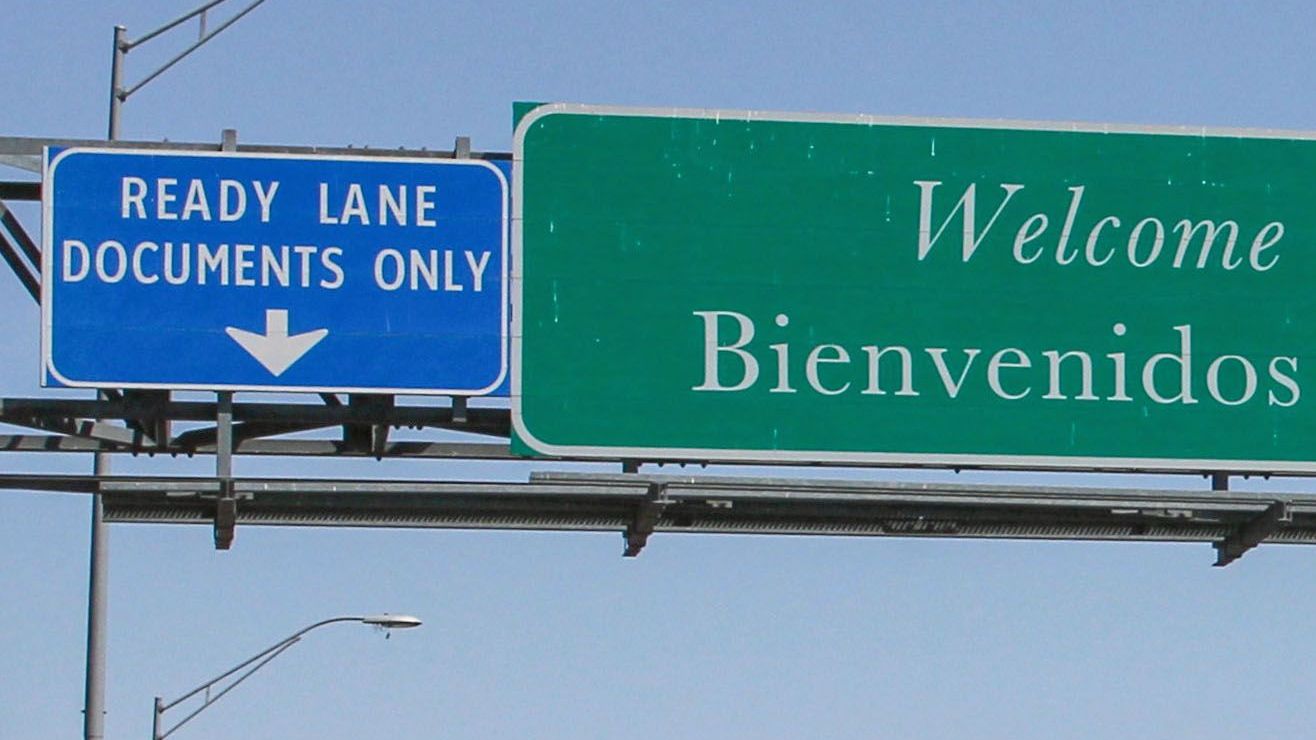 READY LANE
DOCUMENTS ONLY
Welcome
Bienvenidos